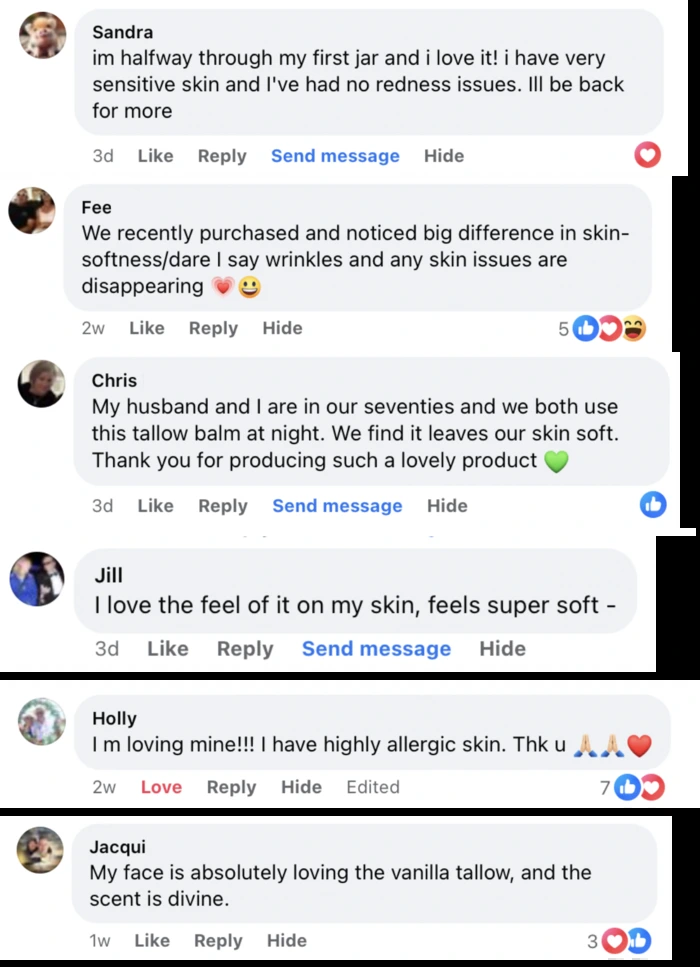 Sandra
im halfway through my first jar and i love it! i have very
sensitive skin and I've had no redness issues. Ill be back
for more
3d Like Reply Send message Hide
Fee
We recently purchased and noticed big difference in skin-
softness/dare I say wrinkles and any skin issues are
disappearing 💗😀
2w Like Reply Hide 5
Chris
My husband and I are in our seventies and we both use
this tallow balm at night. We find it leaves our skin soft.
Thank you for producing such a lovely product 💚
3d Like Reply Send message Hide
Jill
I love the feel of it on my skin, feels super soft -
3d Like Reply Send message Hide
Holly
I m loving mine!!! I have highly allergic skin. Thk u 🙏🏻🙏🏻❤️
2w Love Reply Hide Edited 7
Jacqui
My face is absolutely loving the vanilla tallow, and the
scent is divine.
1w Like Reply Hide 3